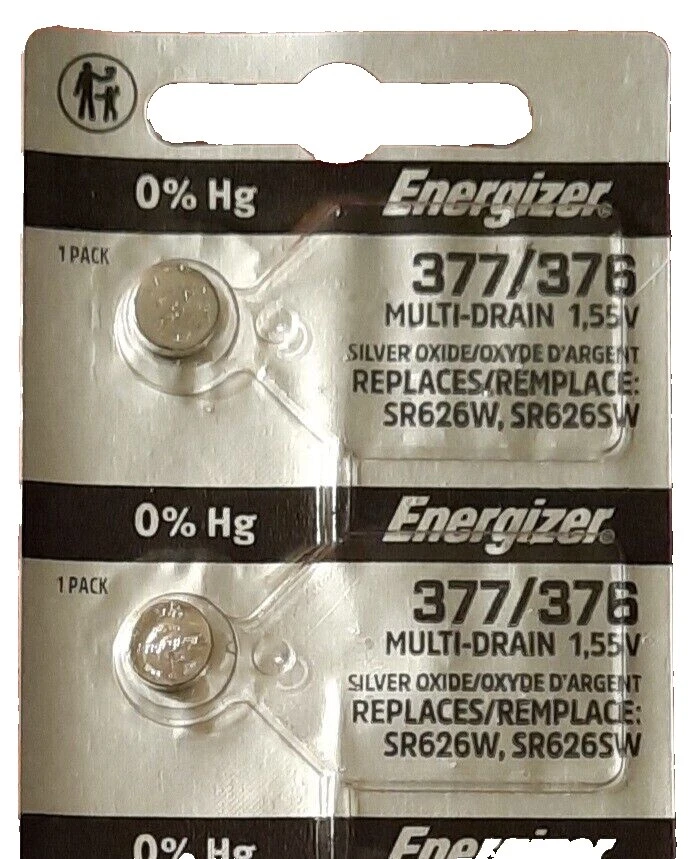 0% Hg Energizer
1 PACK
377/376
MULTI-DRAIN 1,55V
SILVER OXIDE/OXYDE D'ARGENT
REPLACES/REMPLACE:
SR626W, SR626SW
0% Hg Energizer
1 PACK
377/376
MULTI-DRAIN 1,55V
SILVER OXIDE/OXYDE D'ARGENT
REPLACES/REMPLACE:
SR626W, SR626SW
0% Hg Energizer